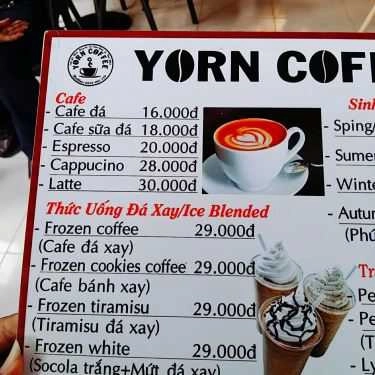 YORN COFFEE
YORN COF
Cafe
- Cafe đá 16.000đ
- Cafe sữa đá 18.000đ
- Espresso 20.000đ
- Cappucino 28.000đ
- Latte 30.000đ
Thức Uống Đá Xay/Ice Blended
- Frozen coffee 29.000đ
(Cafe đá xay)
- Frozen cookies coffee 29.000đ
(Cafe bánh xay)
- Frozen tiramisu 29.000đ
(Tiramisu đá xay)
- Frozen white 29.000đ
(Socola trắng+Mứt đá xay)
Sinh
- Sping/
Sume
- Winte
- Autum
(Phú
Tr
- Pe
- Pe
(T
- Ly